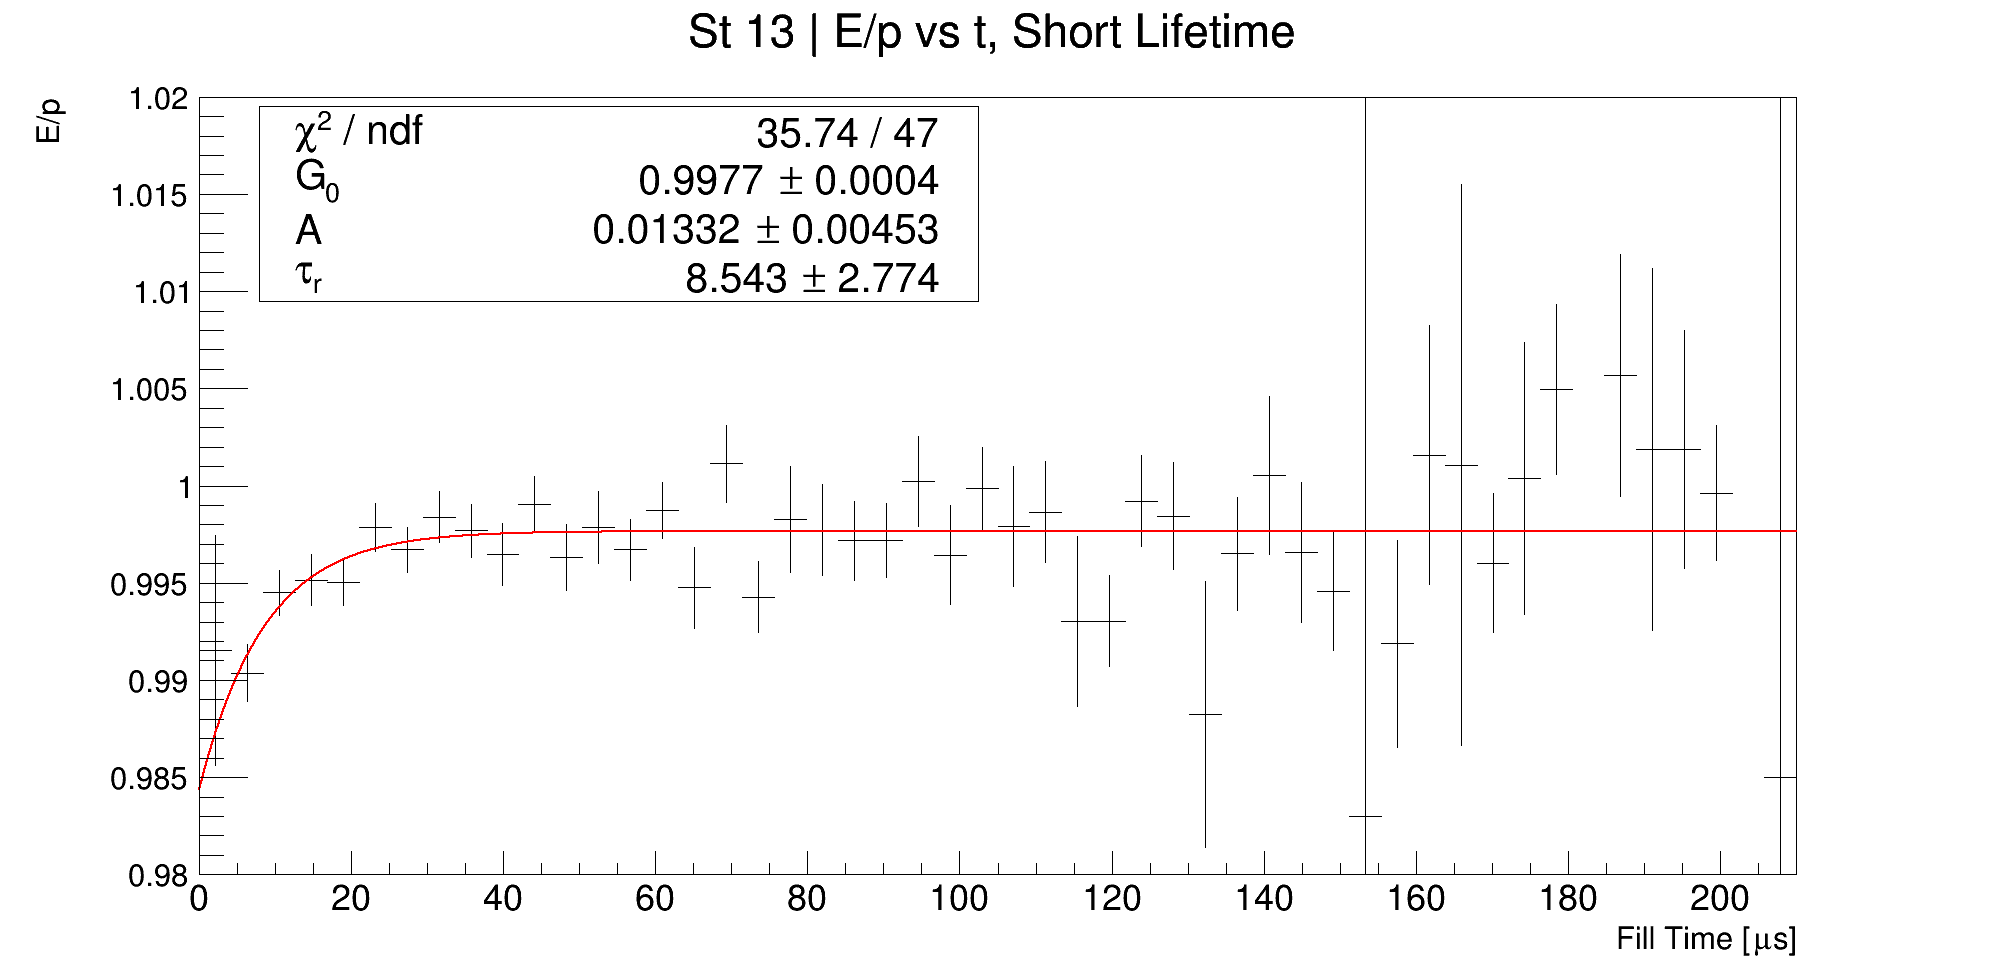 St 13 | E/p vs t, Short Lifetime
E/p
χ² / ndf 35.74 / 47
G₀ 0.9977 ± 0.0004
A 0.01332 ± 0.00453
τᵣ 8.543 ± 2.774
1.02
1.015
1.01
1.005
1
0.995
0.99
0.985
0.98
0 20 40 60 80 100 120 140 160 180 200
Fill Time [μs]